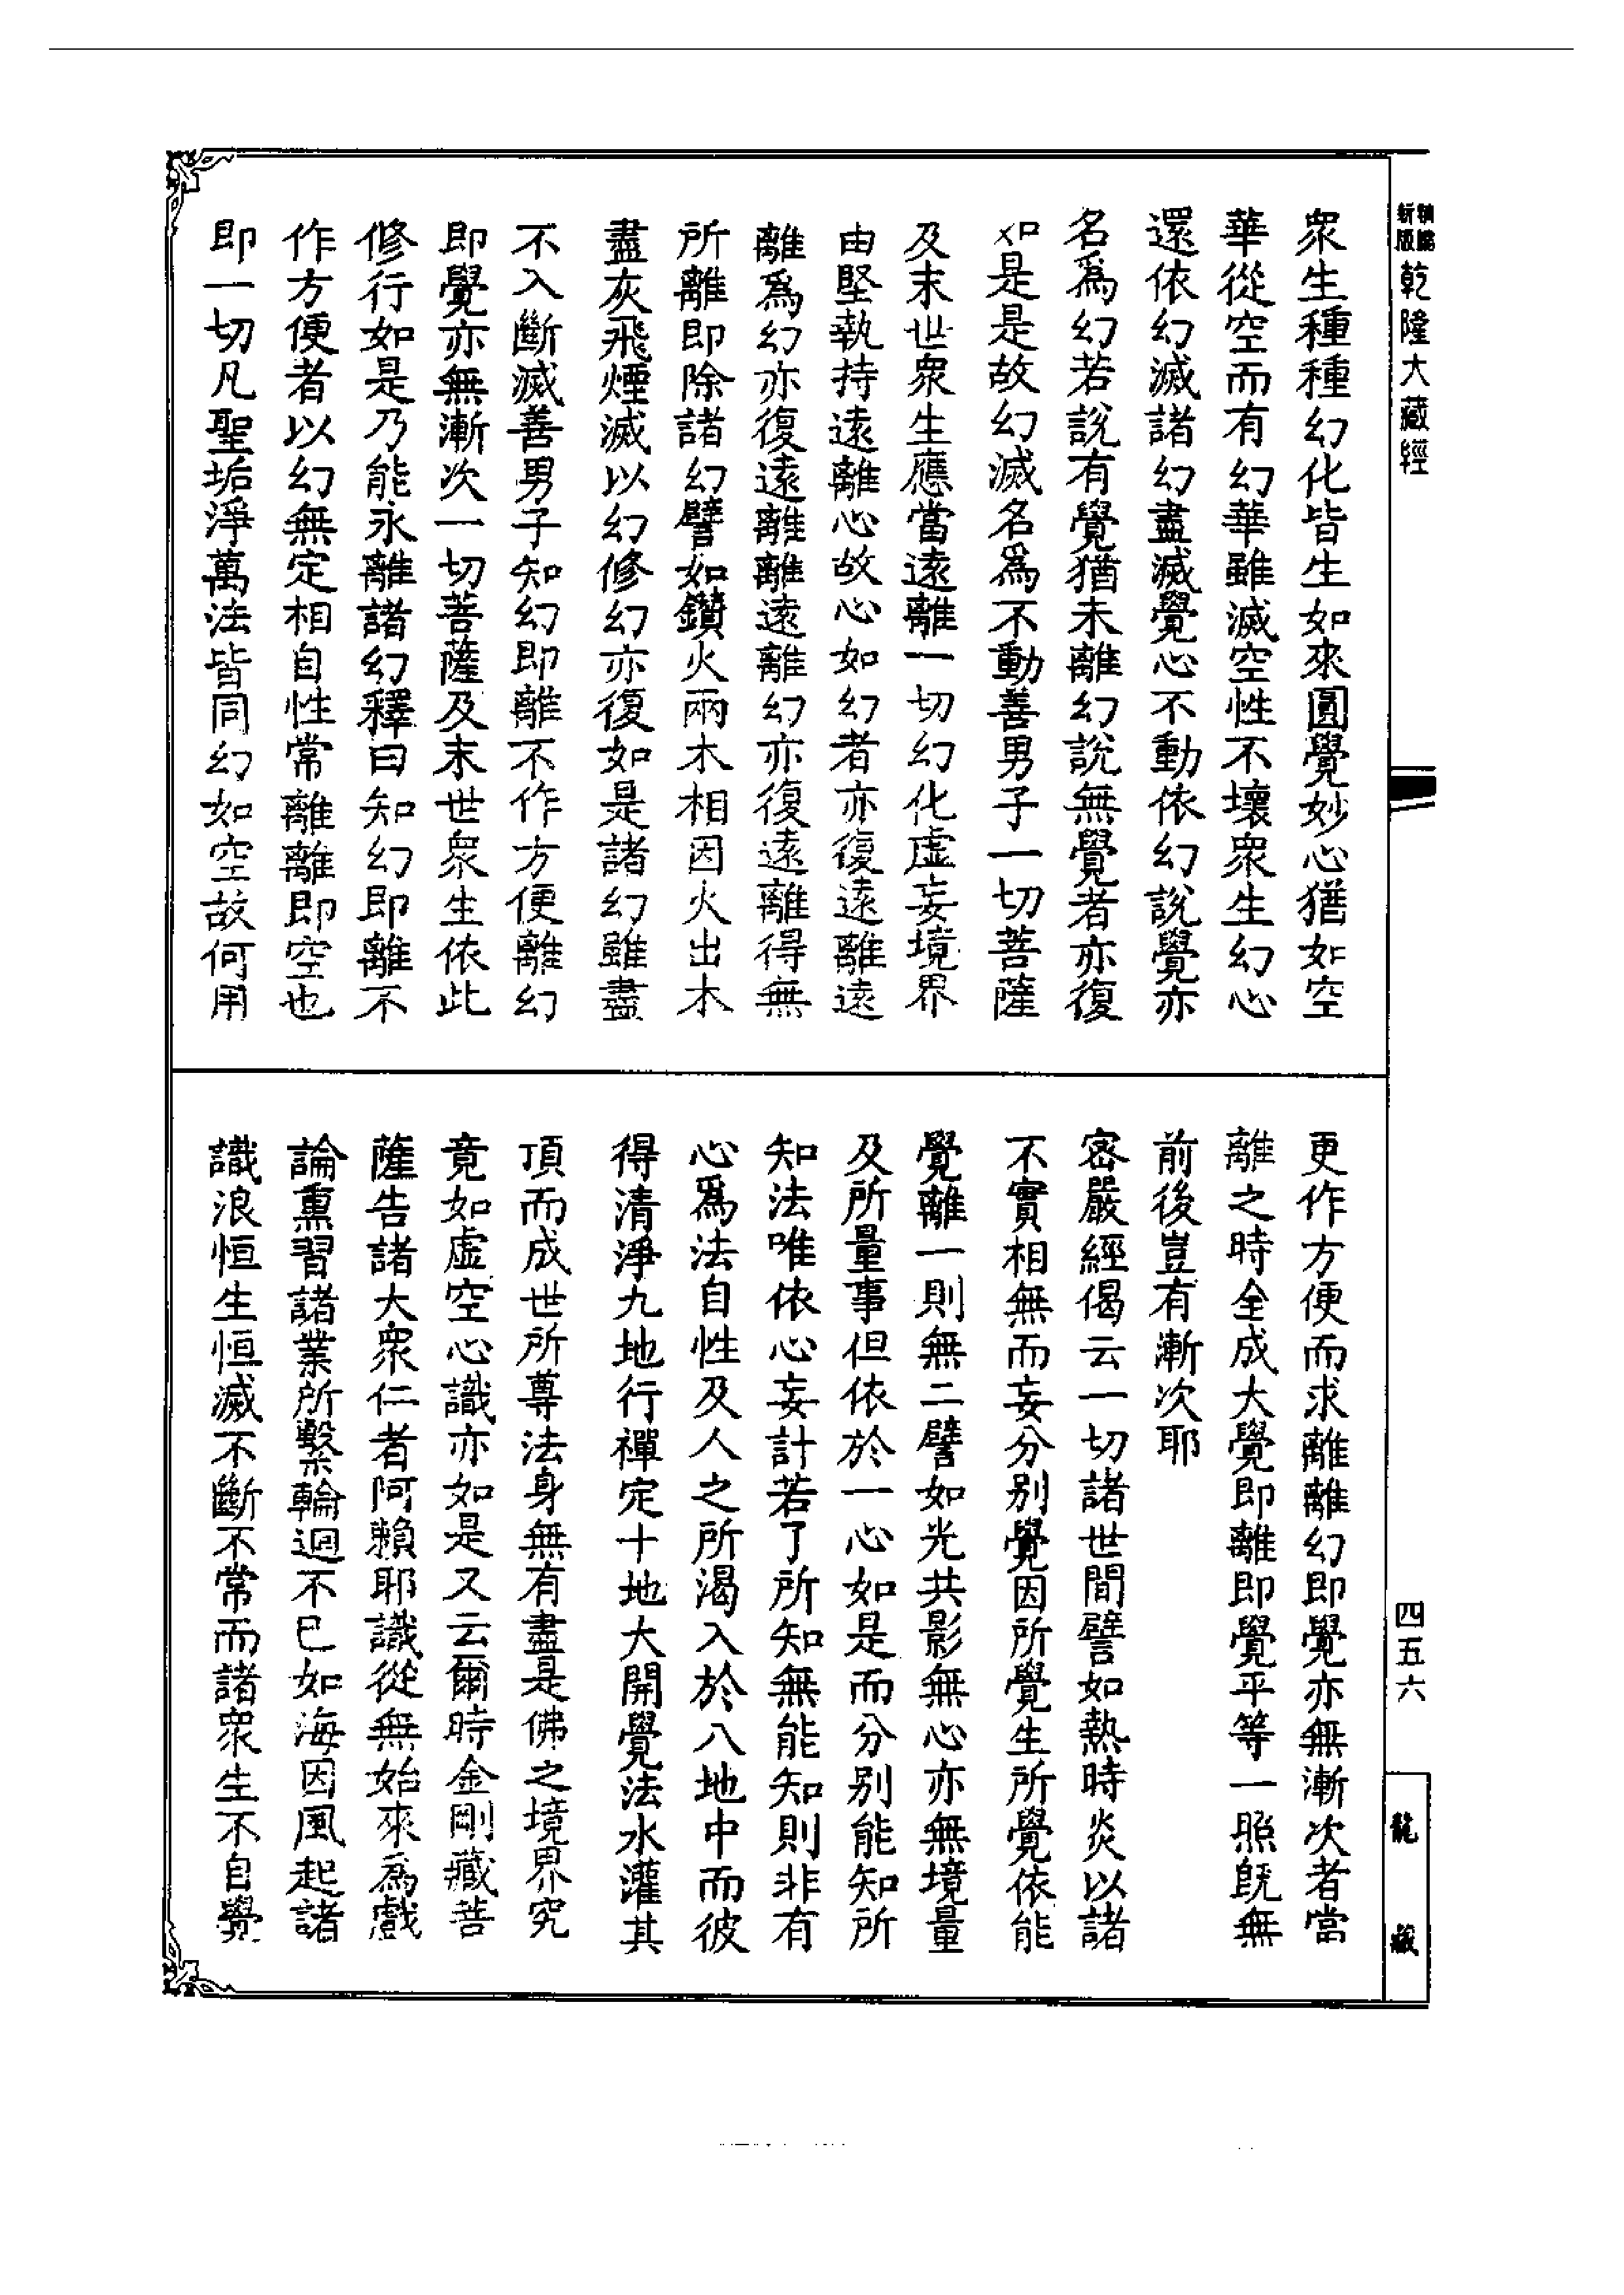 乾隆大藏經
衆生種種幻化皆生如來圓覺妙心猶如空
華從空而有幻華雖滅空性不壞衆生幻心
還依幻滅諸幻盡滅覺心不動依幻說覺亦
名爲幻若說有覺猶未離幻說無覺者亦復
如是是故幻滅名爲不動善男子一切菩薩
及末世衆生應當遠離一切幻化虛妄境界
由堅執持遠離心故心如幻者亦復遠離遠
離爲幻亦復遠離離遠離幻亦復遠離得無
所離即除諸幻譬如鑽火兩木相因火出木
盡灰飛煙滅以幻修幻亦復如是諸幻雖盡
不入斷滅善男子知幻即離不作方便離幻
即覺亦無漸次一切菩薩及末世衆生依此
修行如是乃能永離諸幻釋曰知幻即離不
作方便者以幻無定相自性常離離即空也
即一切凡聖垢淨萬法皆同幻如空故何用
更作方便而求離離幻即覺亦無漸次者當
離之時全成大覺即離即覺平等一照旣無
前後豈有漸次耶
密嚴經偈云一切諸世間譬如熱時炎以諸
不實相無而妄分別覺因所覺生所覺依能
覺離一則無二譬如光共影無心亦無境量
及所量事但依於一心如是而分別能知所
知法唯依心妄計若了所知無能知則非有
心爲法自性及人之所渴入於八地中而彼
得清淨九地行禪定十地大開覺法水灌其
頂而成世所尊法身無有盡是佛之境界究
竟如虛空心識亦如是又云爾時金剛藏菩
薩告諸大衆仁者阿賴耶識從無始來爲戲
論熏習諸業所繫輪迴不已如海因風起諸
識浪恒生恒滅不斷不常而諸衆生不自覺
四五六
龍藏